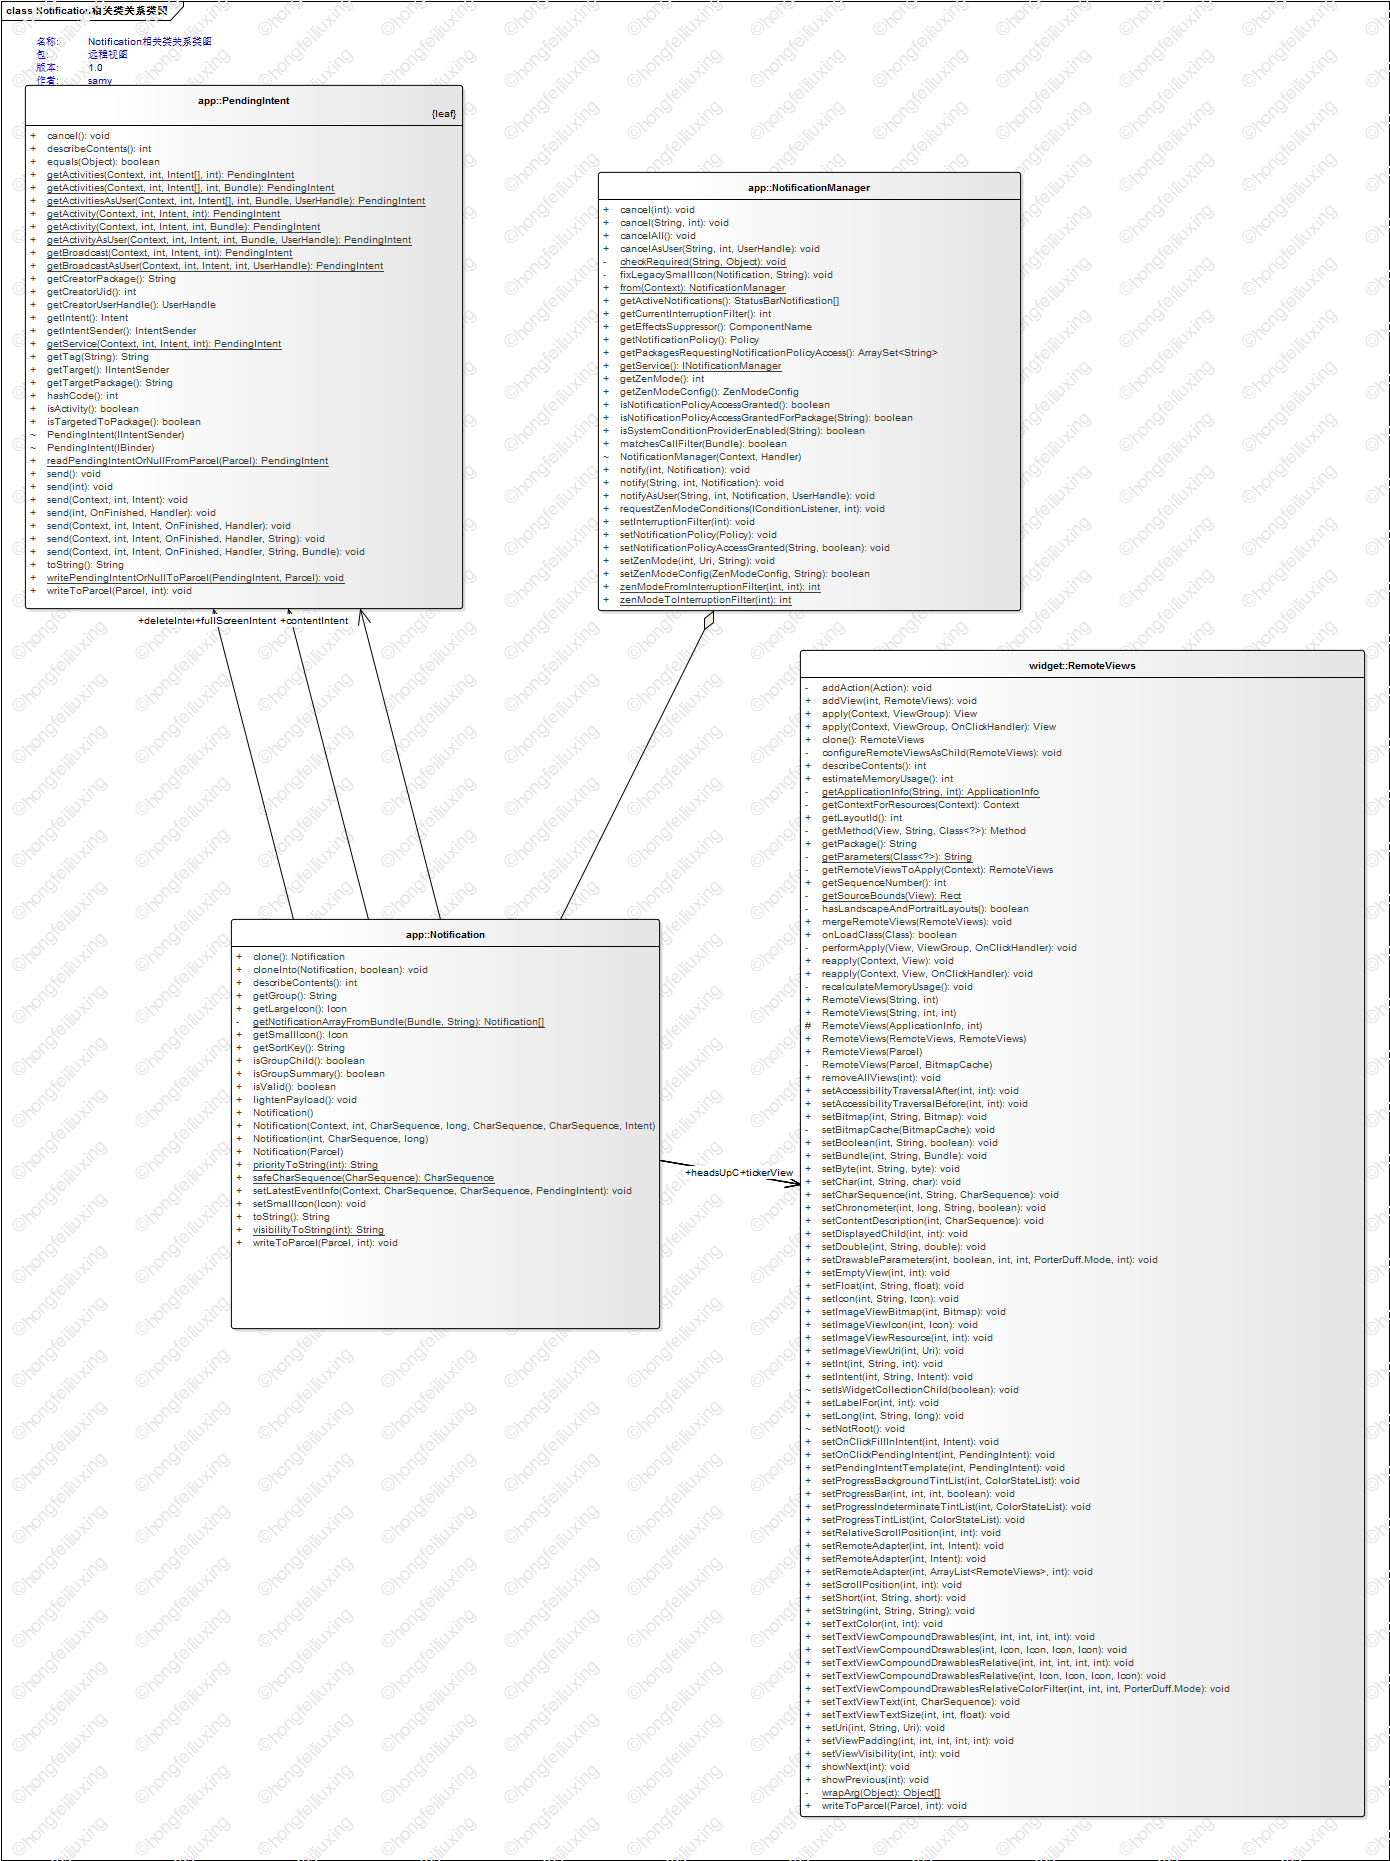 class Notification相关类关系类图
名称: Notification相关类关系类图
包: 远程视图
版本: 1.0
作者: samy
app::PendingIntent
{leaf}
+ cancel(): void
+ describeContents(): int
+ equals(Object): boolean
+ getActivities(Context, int, Intent[], int): PendingIntent
+ getActivities(Context, int, Intent[], int, Bundle): PendingIntent
+ getActivitiesAsUser(Context, int, Intent[], int, Bundle, UserHandle): PendingIntent
+ getActivity(Context, int, Intent, int): PendingIntent
+ getActivity(Context, int, Intent, int, Bundle): PendingIntent
+ getActivityAsUser(Context, int, Intent, int, Bundle, UserHandle): PendingIntent
+ getBroadcast(Context, int, Intent, int): PendingIntent
+ getBroadcastAsUser(Context, int, Intent, int, UserHandle): PendingIntent
+ getCreatorPackage(): String
+ getCreatorUid(): int
+ getCreatorUserHandle(): UserHandle
+ getIntent(): Intent
+ getIntentSender(): IntentSender
+ getService(Context, int, Intent, int): PendingIntent
+ getTag(String): String
+ getTarget(): IIntentSender
+ getTargetPackage(): String
+ hashCode(): int
+ isActivity(): boolean
+ isTargetedToPackage(): boolean
~ PendingIntent(IIntentSender)
~ PendingIntent(IBinder)
+ readPendingIntentOrNullFromParcel(Parcel): PendingIntent
+ send(): void
+ send(int): void
+ send(Context, int, Intent): void
+ send(int, OnFinished, Handler): void
+ send(Context, int, Intent, OnFinished, Handler): void
+ send(Context, int, Intent, OnFinished, Handler, String): void
+ send(Context, int, Intent, OnFinished, Handler, String, Bundle): void
+ toString(): String
+ writePendingIntentOrNullToParcel(PendingIntent, Parcel): void
+ writeToParcel(Parcel, int): void
app::NotificationManager
+ cancel(int): void
+ cancel(String, int): void
+ cancelAll(): void
+ cancelAsUser(String, int, UserHandle): void
- checkRequired(String, Object): void
- fixLegacySmallIcon(Notification, String): void
+ from(Context): NotificationManager
+ getActiveNotifications(): StatusBarNotification[]
+ getCurrentInterruptionFilter(): int
+ getEffectsSuppressor(): ComponentName
+ getNotificationPolicy(): Policy
+ getPackagesRequestingNotificationPolicyAccess(): ArraySet<String>
+ getService(): INotificationManager
+ getZenMode(): int
+ getZenModeConfig(): ZenModeConfig
+ isNotificationPolicyAccessGranted(): boolean
+ isNotificationPolicyAccessGrantedForPackage(String): boolean
+ isSystemConditionProviderEnabled(String): boolean
+ matchesCallFilter(Bundle): boolean
~ NotificationManager(Context, Handler)
+ notify(int, Notification): void
+ notify(String, int, Notification): void
+ notifyAsUser(String, int, Notification, UserHandle): void
+ requestZenModeConditions(IConditionListener, int): void
+ setInterruptionFilter(int): void
+ setNotificationPolicy(Policy): void
+ setNotificationPolicyAccessGranted(String, boolean): void
+ setZenMode(int, Uri, String): void
+ setZenModeConfig(ZenModeConfig, String): boolean
+ zenModeFromInterruptionFilter(int, int): int
+ zenModeToInterruptionFilter(int): int
+deleteInter+fullScreenIntent +contentIntent
widget::RemoteViews
- addAction(Action): void
+ addView(int, RemoteViews): void
+ apply(Context, ViewGroup): View
+ apply(Context, ViewGroup, OnClickHandler): View
+ clone(): RemoteViews
- configureRemoteViewsAsChild(RemoteViews): void
+ describeContents(): int
+ estimateMemoryUsage(): int
- getApplicationInfo(String, int): ApplicationInfo
- getContextForResources(Context): Context
+ getLayoutId(): int
- getMethod(View, String, Class<?>): Method
+ getPackage(): String
- getParameters(Class<?>): String
- getRemoteViewsToApply(Context): RemoteViews
+ getSequenceNumber(): int
- getSourceBounds(View): Rect
- hasLandscapeAndPortraitLayouts(): boolean
+ mergeRemoteViews(RemoteViews): void
+ onLoadClass(Class): boolean
- performApply(View, ViewGroup, OnClickHandler): void
+ reapply(Context, View): void
+ reapply(Context, View, OnClickHandler): void
- recalculateMemoryUsage(): void
+ RemoteViews(String, int)
+ RemoteViews(String, int, int)
# RemoteViews(ApplicationInfo, int)
+ RemoteViews(RemoteViews, RemoteViews)
+ RemoteViews(Parcel)
- RemoteViews(Parcel, BitmapCache)
+ removeAllViews(int): void
+ setAccessibilityTraversalAfter(int, int): void
+ setAccessibilityTraversalBefore(int, int): void
+ setBitmap(int, String, Bitmap): void
- setBitmapCache(BitmapCache): void
+ setBoolean(int, String, boolean): void
+ setBundle(int, String, Bundle): void
+ setByte(int, String, byte): void
+ setChar(int, String, char): void
+ setCharSequence(int, String, CharSequence): void
+ setChronometer(int, long, String, boolean): void
+ setContentDescription(int, CharSequence): void
+ setDisplayedChild(int, int): void
+ setDouble(int, String, double): void
+ setDrawableParameters(int, boolean, int, int, PorterDuff.Mode, int): void
+ setEmptyView(int, int): void
+ setFloat(int, String, float): void
+ setIcon(int, String, Icon): void
+ setImageViewBitmap(int, Bitmap): void
+ setImageViewIcon(int, Icon): void
+ setImageViewResource(int, int): void
+ setImageViewUri(int, Uri): void
+ setInt(int, String, int): void
+ setIntent(int, String, Intent): void
~ setIsWidgetCollectionChild(boolean): void
+ setLabelFor(int, int): void
+ setLong(int, String, long): void
~ setNotRoot(): void
+ setOnClickFillInIntent(int, Intent): void
+ setOnClickPendingIntent(int, PendingIntent): void
+ setPendingIntentTemplate(int, PendingIntent): void
+ setProgressBackgroundTintList(int, ColorStateList): void
+ setProgressBar(int, int, int, boolean): void
+ setProgressIndeterminateTintList(int, ColorStateList): void
+ setProgressTintList(int, ColorStateList): void
+ setRelativeScrollPosition(int, int): void
+ setRemoteAdapter(int, int, Intent): void
+ setRemoteAdapter(int, Intent): void
+ setRemoteAdapter(int, ArrayList<RemoteViews>, int): void
+ setScrollPosition(int, int): void
+ setShort(int, String, short): void
+ setString(int, String, String): void
+ setTextColor(int, int): void
+ setTextViewCompoundDrawables(int, int, int, int, int): void
+ setTextViewCompoundDrawables(int, Icon, Icon, Icon, Icon): void
+ setTextViewCompoundDrawablesRelative(int, int, int, int, int): void
+ setTextViewCompoundDrawablesRelative(int, Icon, Icon, Icon, Icon): void
+ setTextViewCompoundDrawablesRelativeColorFilter(int, int, int, PorterDuff.Mode): void
+ setTextViewText(int, CharSequence): void
+ setTextViewTextSize(int, int, float): void
+ setUri(int, String, Uri): void
+ setViewPadding(int, int, int, int, int): void
+ setViewVisibility(int, int): void
+ showNext(int): void
+ showPrevious(int): void
- wrapArg(Object): Object[]
+ writeToParcel(Parcel, int): void
app::Notification
+ clone(): Notification
+ cloneInto(Notification, boolean): void
+ describeContents(): int
+ getGroup(): String
+ getLargeIcon(): Icon
- getNotificationArrayFromBundle(Bundle, String): Notification[]
+ getSmallIcon(): Icon
+ getSortKey(): String
+ isGroupChild(): boolean
+ isGroupSummary(): boolean
+ isValid(): boolean
+ lightenPayload(): void
+ Notification()
+ Notification(Context, int, CharSequence, long, CharSequence, CharSequence, Intent)
+ Notification(int, CharSequence, long)
+ Notification(Parcel)
+ priorityToString(int): String
+ safeCharSequence(CharSequence): CharSequence
+ setLatestEventInfo(Context, CharSequence, CharSequence, PendingIntent): void
+ setSmallIcon(Icon): void
+ toString(): String
+ visibilityToString(int): String
+ writeToParcel(Parcel, int): void
+headsUpC+tickerView
©hongfeiliuxing